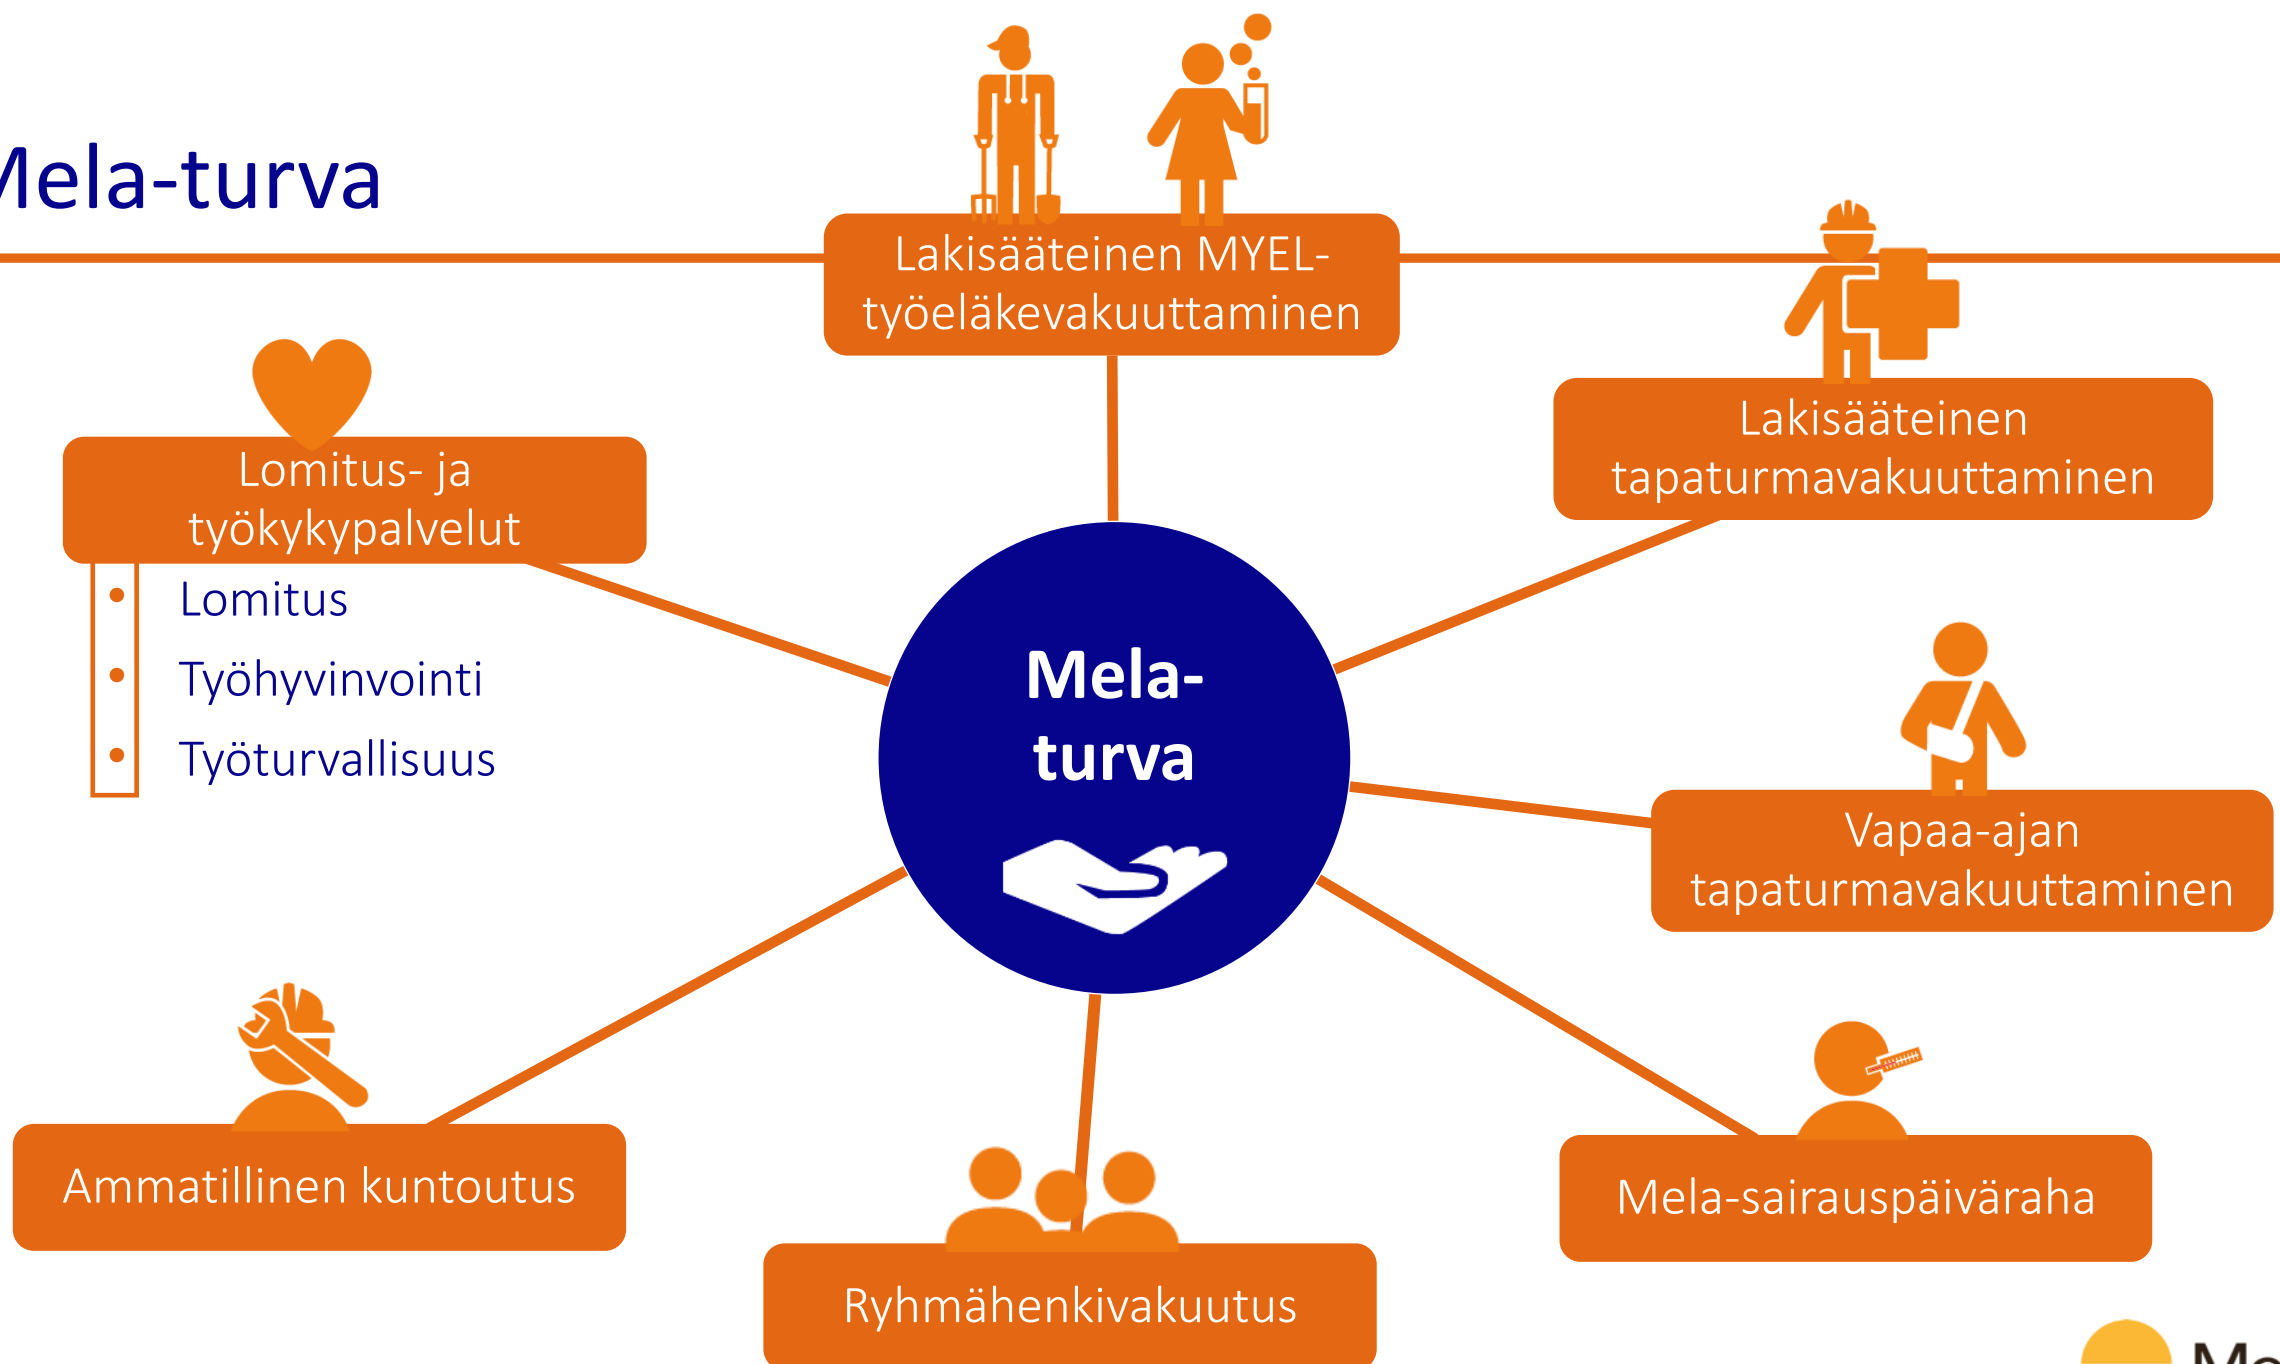 Mela-turva
Lakisääteinen MYEL-
työeläkevakuuttaminen
Lakisääteinen
tapaturmavakuuttaminen
Lomitus- ja
työkykypalvelut
• Lomitus
• Työhyvinvointi
• Työturvallisuus
Mela-
turva
Vapaa-ajan
tapaturmavakuuttaminen
Ammatillinen kuntoutus
Mela-sairauspäiväraha
Ryhmähenkivakuutus